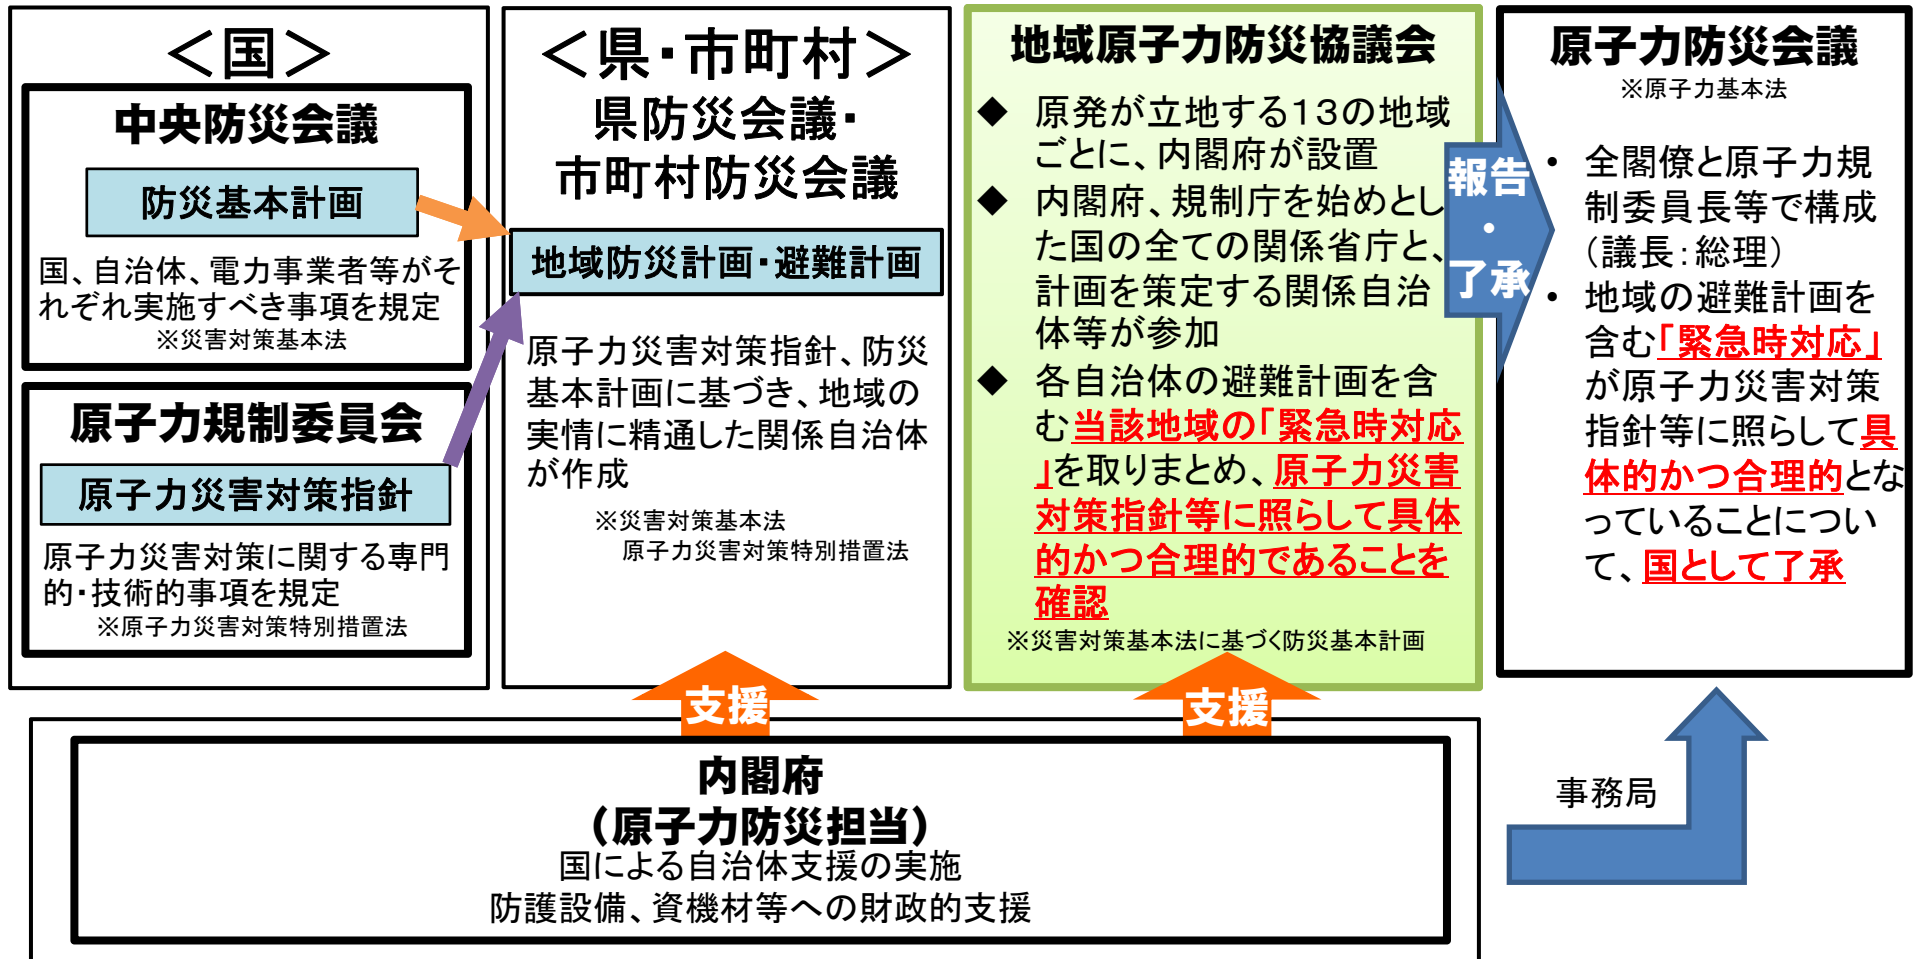 ＜国＞
中央防災会議
防災基本計画
国、自治体、電力事業者等がそ
れぞれ実施すべき事項を規定
※災害対策基本法
原子力規制委員会
原子力災害対策指針
原子力災害対策に関する専門
的・技術的事項を規定
※原子力災害対策特別措置法
＜県・市町村＞
県防災会議・
市町村防災会議
地域防災計画・避難計画
原子力災害対策指針、防災
基本計画に基づき、地域の
実情に精通した関係自治体
が作成
※災害対策基本法
原子力災害対策特別措置法
地域原子力防災協議会
◆ 原発が立地する１３の地域
ごとに、内閣府が設置
◆ 内閣府、規制庁を始めとし
た国の全ての関係省庁と、
計画を策定する関係自治
体等が参加
◆ 各自治体の避難計画を含
む当該地域の「緊急時対応
」を取りまとめ、原子力災害
対策指針等に照らして具体
的かつ合理的であることを
確認
※災害対策基本法に基づく防災基本計画
報告
・
了承
原子力防災会議
※原子力基本法
• 全閣僚と原子力規
制委員長等で構成
（議長：総理）
• 地域の避難計画を
含む「緊急時対応」
が原子力災害対策
指針等に照らして具
体的かつ合理的とな
っていることについ
て、国として了承
支援
支援
内閣府
（原子力防災担当）
国による自治体支援の実施
防護設備、資機材等への財政的支援
事務局